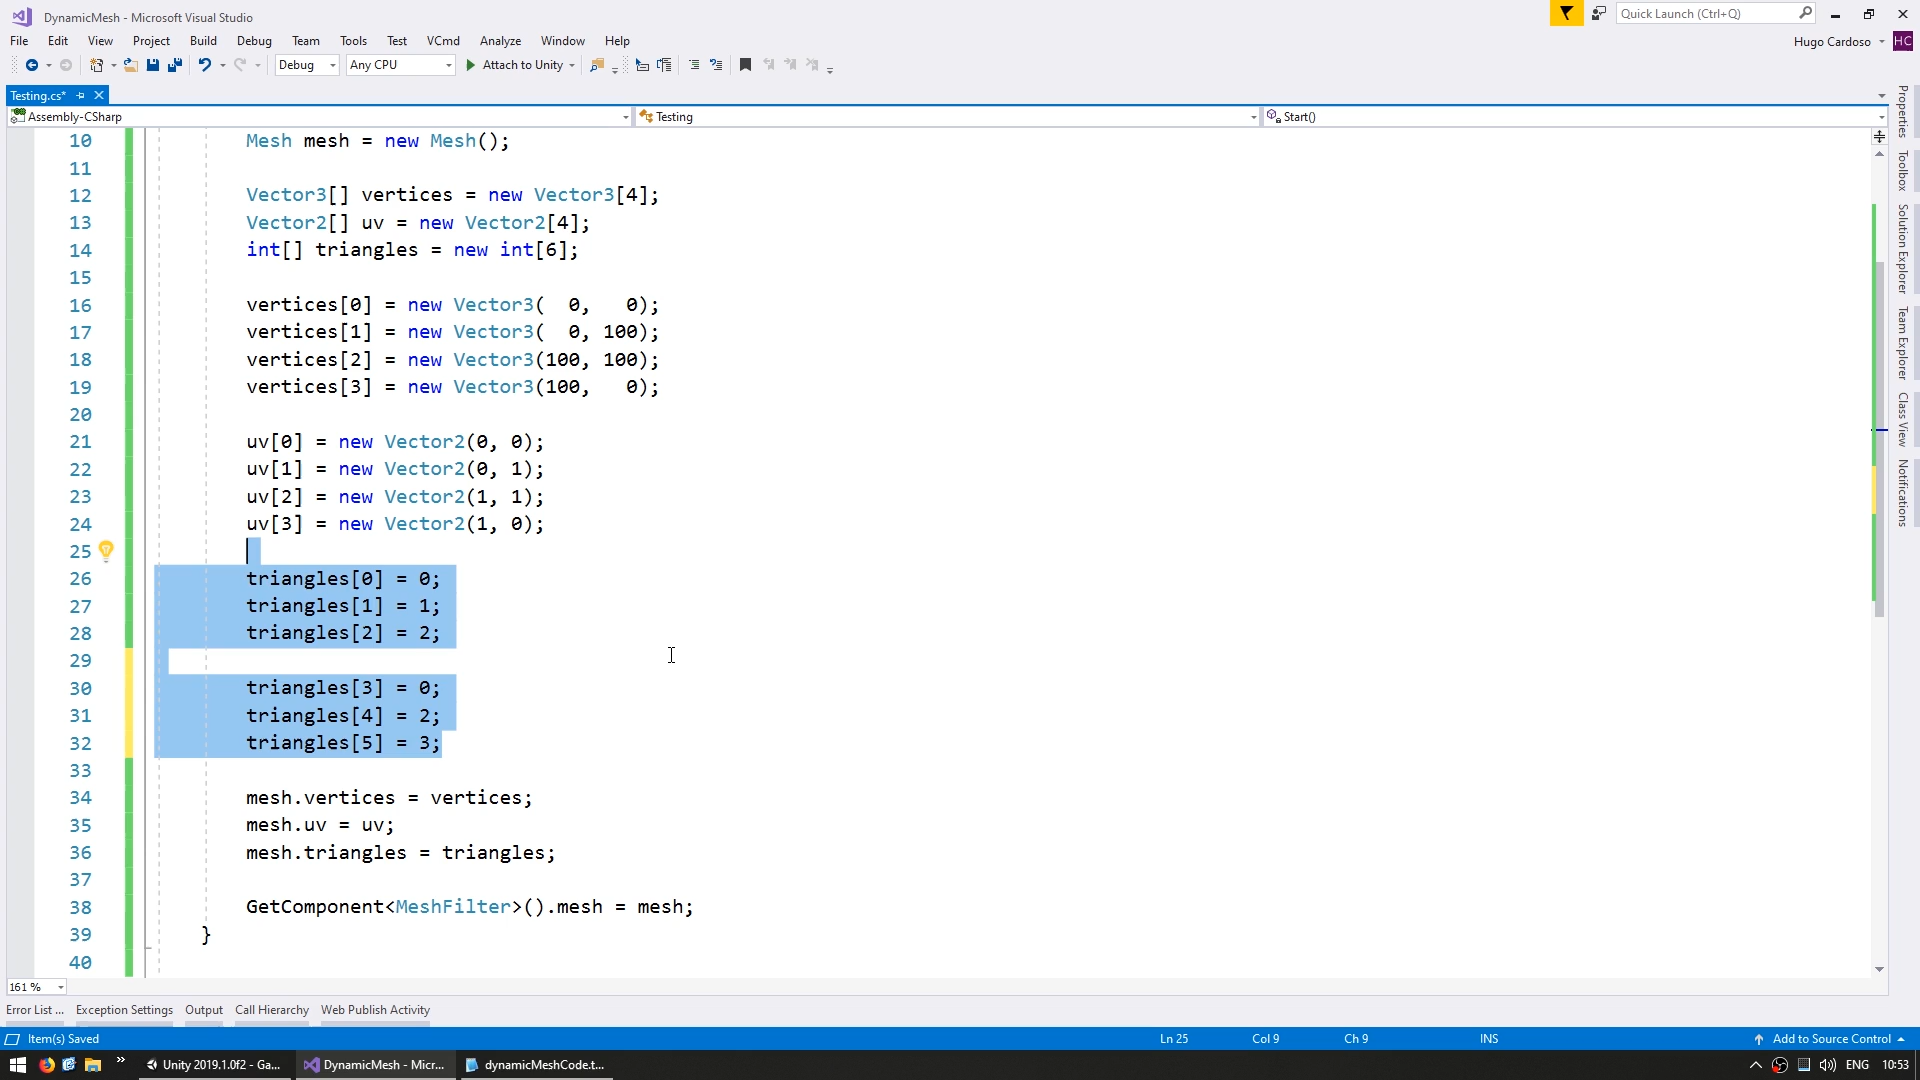 DynamicMesh - Microsoft Visual Studio
Quick Launch (Ctrl+Q)
File Edit View Project Build Debug Team Tools Test VCmd Analyze Window Help
Hugo Cardoso HC
Debug Any CPU Attach to Unity
Testing.cs*
Assembly-CSharp Testing Start()
10 Mesh mesh = new Mesh();
11
12 Vector3[] vertices = new Vector3[4];
13 Vector2[] uv = new Vector2[4];
14 int[] triangles = new int[6];
15
16 vertices[0] = new Vector3(  0,   0);
17 vertices[1] = new Vector3(  0, 100);
18 vertices[2] = new Vector3(100, 100);
19 vertices[3] = new Vector3(100,   0);
20
21 uv[0] = new Vector2(0, 0);
22 uv[1] = new Vector2(0, 1);
23 uv[2] = new Vector2(1, 1);
24 uv[3] = new Vector2(1, 0);
25
26 triangles[0] = 0;
27 triangles[1] = 1;
28 triangles[2] = 2;
29
30 triangles[3] = 0;
31 triangles[4] = 2;
32 triangles[5] = 3;
33
34 mesh.vertices = vertices;
35 mesh.uv = uv;
36 mesh.triangles = triangles;
37
38 GetComponent<MeshFilter>().mesh = mesh;
39 }
40
Properties
Toolbox
Solution Explorer
Team Explorer
Class View
Notifications
161 %
Error List ... Exception Settings Output Call Hierarchy Web Publish Activity
Item(s) Saved Ln 25 Col 9 Ch 9 INS Add to Source Control
» Unity 2019.1.0f2 - Ga... DynamicMesh - Micr... dynamicMeshCode.t... ENG 10:53